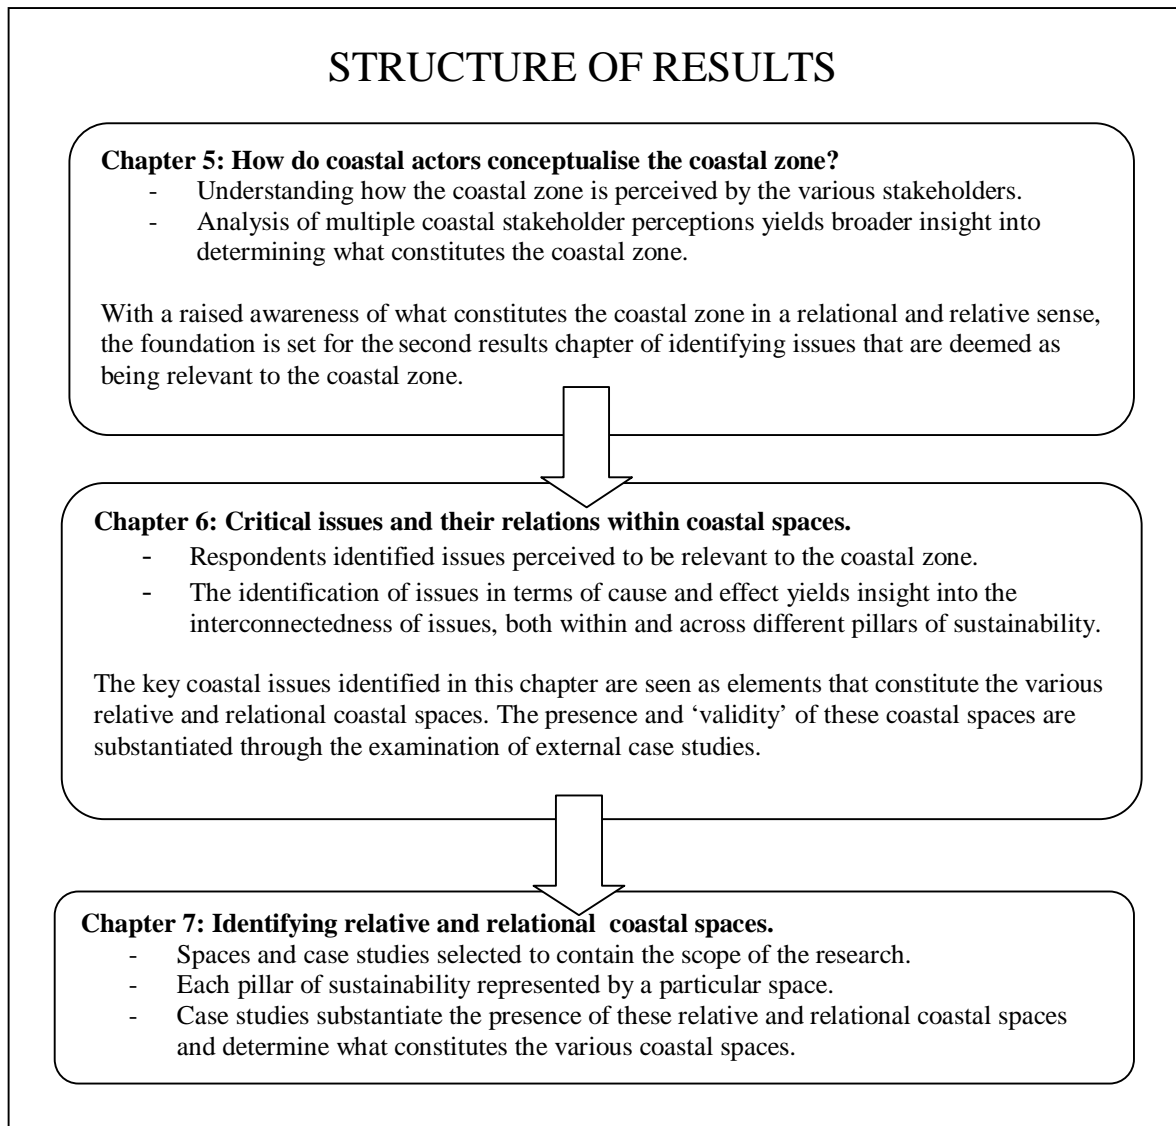 STRUCTURE OF RESULTS
Chapter 5: How do coastal actors conceptualise the coastal zone?
- Understanding how the coastal zone is perceived by the various stakeholders.
- Analysis of multiple coastal stakeholder perceptions yields broader insight into
determining what constitutes the coastal zone.
With a raised awareness of what constitutes the coastal zone in a relational and relative sense,
the foundation is set for the second results chapter of identifying issues that are deemed as
being relevant to the coastal zone.
Chapter 6: Critical issues and their relations within coastal spaces.
- Respondents identified issues perceived to be relevant to the coastal zone.
- The identification of issues in terms of cause and effect yields insight into the
interconnectedness of issues, both within and across different pillars of sustainability.
The key coastal issues identified in this chapter are seen as elements that constitute the various
relative and relational coastal spaces. The presence and ‘validity’ of these coastal spaces are
substantiated through the examination of external case studies.
Chapter 7: Identifying relative and relational coastal spaces.
- Spaces and case studies selected to contain the scope of the research.
- Each pillar of sustainability represented by a particular space.
- Case studies substantiate the presence of these relative and relational coastal spaces
and determine what constitutes the various coastal spaces.